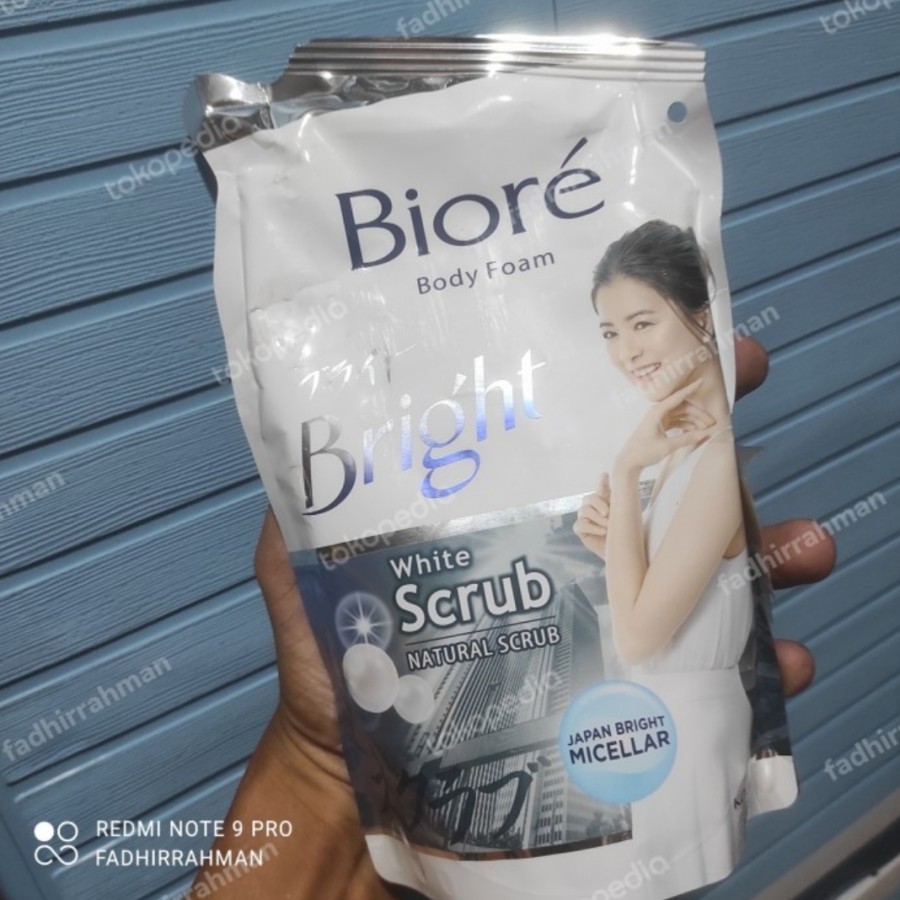 Bioré
Body Foam
ブライト
Bright
White
Scrub
NATURAL SCRUB
JAPAN BRIGHT
MICELLAR
REDMI NOTE 9 PRO
FADHIRRAHMAN
tokopedia
fadhirrahman